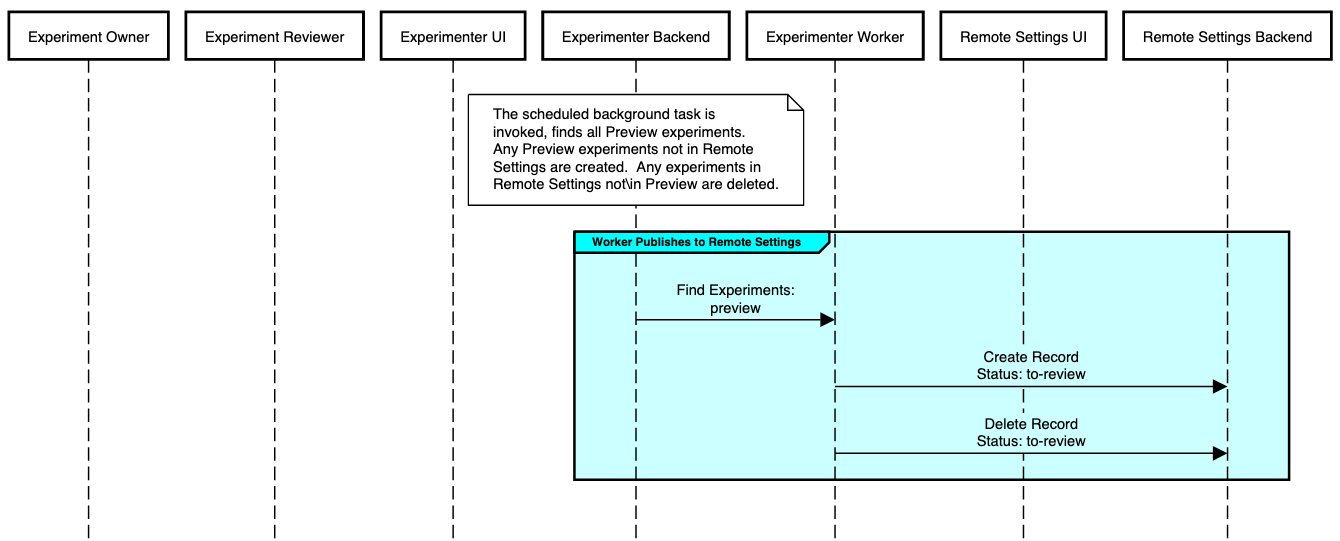 Experiment Owner
Experiment Reviewer
Experimenter UI
Experimenter Backend
Experimenter Worker
Remote Settings UI
Remote Settings Backend
The scheduled background task is
invoked, finds all Preview experiments.
Any Preview experiments not in Remote
Settings are created.  Any experiments in
Remote Settings not\in Preview are deleted.
Worker Publishes to Remote Settings
Find Experiments:
preview
Create Record
Status: to-review
Delete Record
Status: to-review